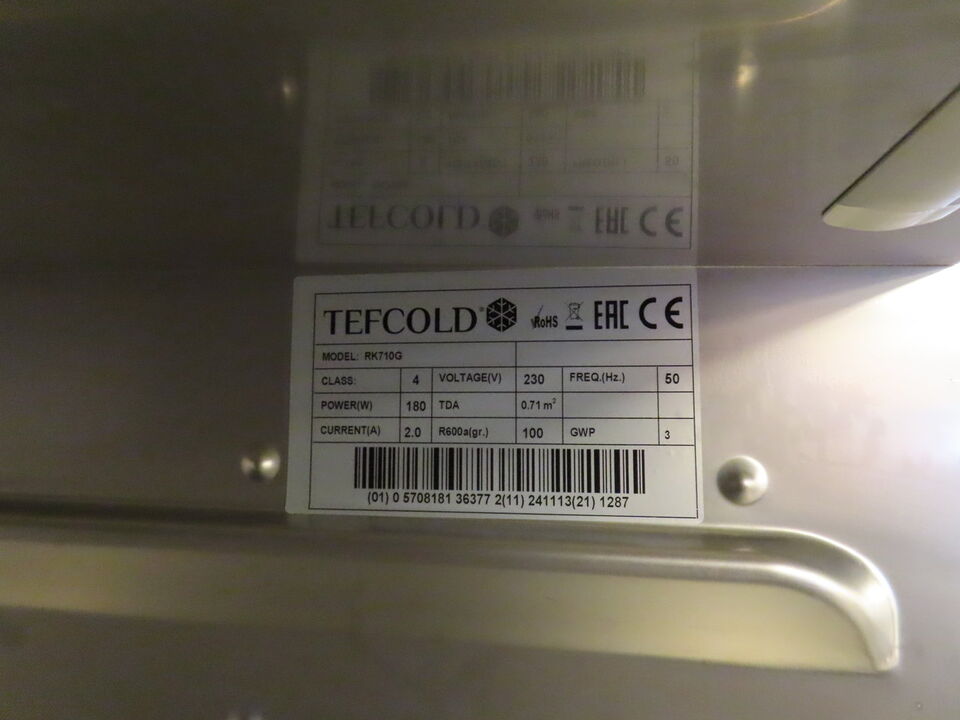 TEFCOLD® RoHS EAC CE
MODEL: RK710G
CLASS: 4 VOLTAGE(V) 230 FREQ.(Hz.) 50
POWER(W) 180 TDA 0.71 m²
CURRENT(A) 2.0 R600a(gr.) 100 GWP 3
(01) 0 5708181 36377 2(11) 241113(21) 1287